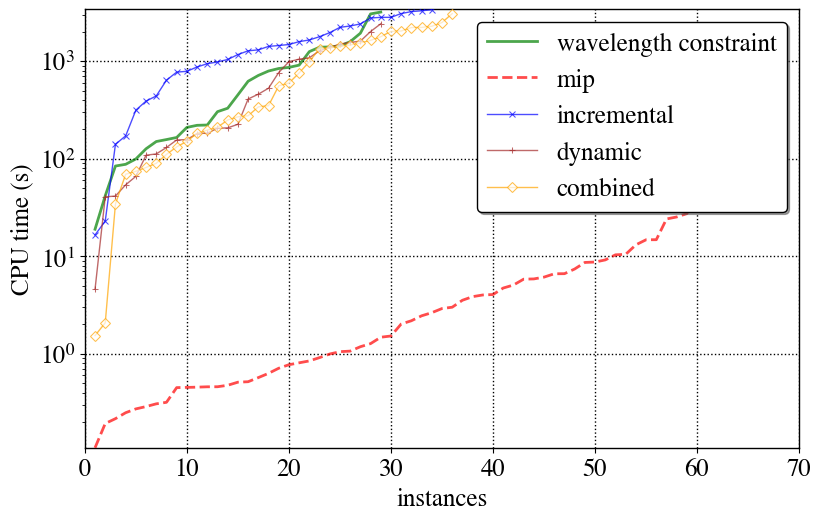 10³
10²
10¹
10⁰
CPU time (s)
wavelength constraint
mip
incremental
dynamic
combined
0 10 20 30 40 50 60 70
instances